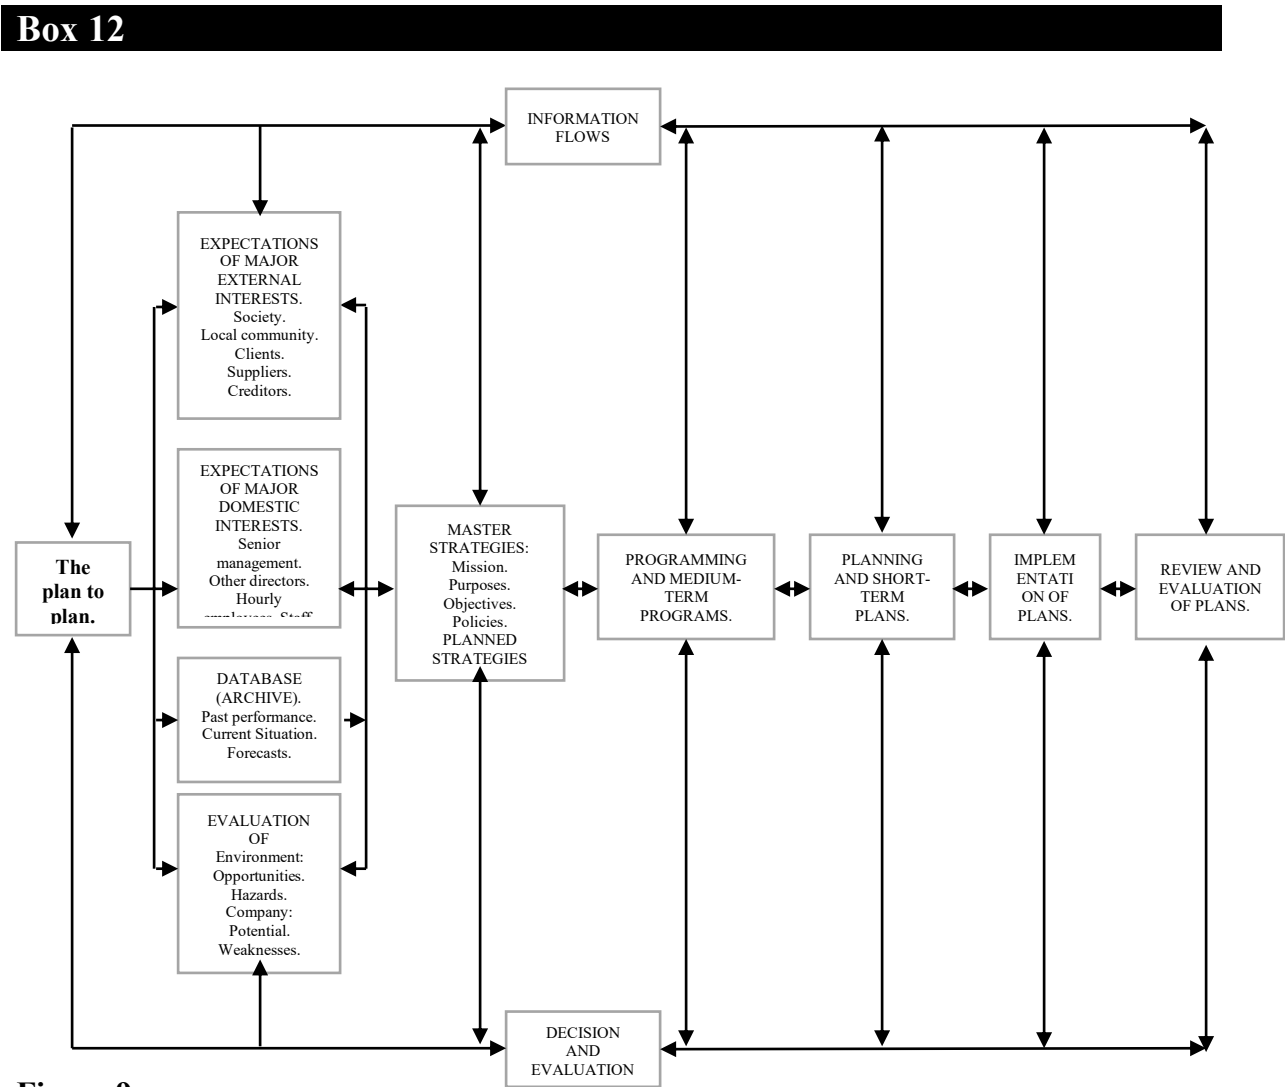 Box 12
INFORMATION
FLOWS
EXPECTATIONS
OF MAJOR
EXTERNAL
INTERESTS.
Society.
Local community.
Clients.
Suppliers.
Creditors.
EXPECTATIONS
OF MAJOR
DOMESTIC
INTERESTS.
Senior
management.
Other directors.
Hourly
employees. Staff
The
plan to
plan.
MASTER
STRATEGIES:
Mission.
Purposes.
Objectives.
Policies.
PLANNED
STRATEGIES
PROGRAMMING
AND MEDIUM-
TERM
PROGRAMS.
PLANNING
AND SHORT-
TERM
PLANS.
IMPLEM
ENTATI
ON OF
PLANS.
REVIEW AND
EVALUATION
OF PLANS.
DATABASE
(ARCHIVE).
Past performance.
Current Situation.
Forecasts.
EVALUATION
OF
Environment:
Opportunities.
Hazards.
Company:
Potential.
Weaknesses.
DECISION
AND
EVALUATION